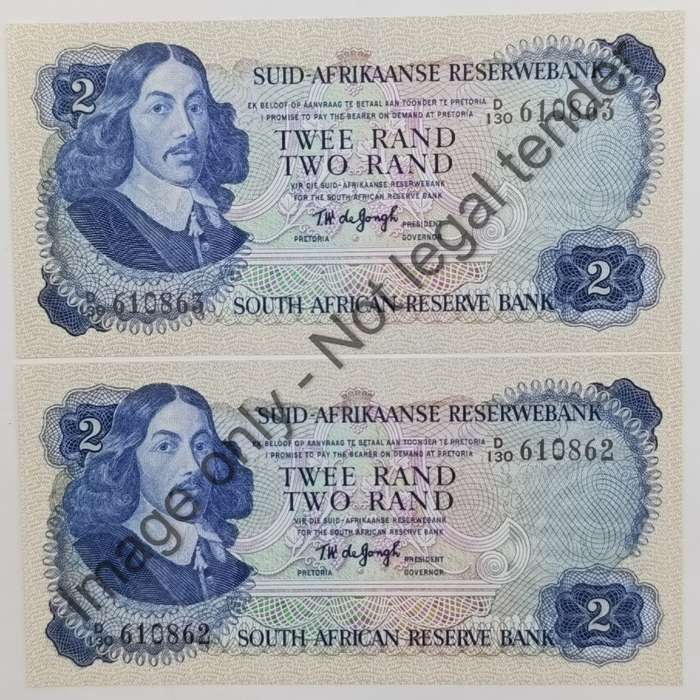 2
SUID-AFRIKAANSE RESERWEBANK
EK BELOOF OP AANVRAAG TE BETAAL AAN TOONDER TE PRETORIA
I PROMISE TO PAY THE BEARER ON DEMAND AT PRETORIA
D/130 610863
TWEE RAND
TWO RAND
VIR DIE SUID-AFRIKAANSE RESERWEBANK
FOR THE SOUTH AFRICAN RESERVE BANK
TW de Jongh
PRESIDENT
PRETORIA GOVERNOR
2
610863
SOUTH AFRICAN RESERVE BANK
2
SUID-AFRIKAANSE RESERWEBANK
EK BELOOF OP AANVRAAG TE BETAAL AAN TOONDER TE PRETORIA
I PROMISE TO PAY THE BEARER ON DEMAND AT PRETORIA
D/130 610862
TWEE RAND
TWO RAND
VIR DIE SUID-AFRIKAANSE RESERWEBANK
FOR THE SOUTH AFRICAN RESERVE BANK
TW de Jongh
PRESIDENT
PRETORIA GOVERNOR
2
610862
SOUTH AFRICAN RESERVE BANK
Image only - Not legal tender